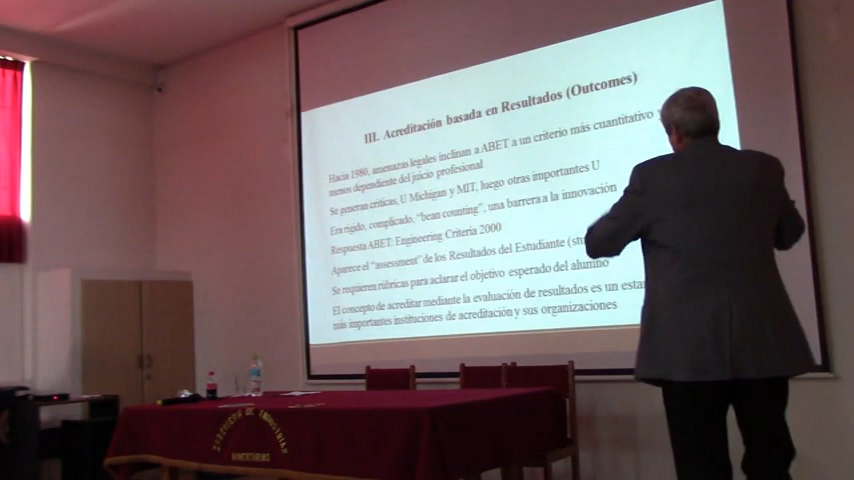 III. Acreditación basada en Resultados (Outcomes)
Hacia 1980, amenazas legales inclinan a ABET a un criterio más cuantitativo y
menos dependiente del juicio profesional
Se generan críticas, U Michigan y MIT, luego otras importantes U
Era rígido, complicado, "bean counting", una barrera a la innovación
Respuesta ABET: Engineering Criteria 2000
Aparece el "assessment" de los Resultados del Estudiante (stu
Se requieren rúbricas para aclarar el objetivo esperado del alumno
El concepto de acreditar mediante la evaluación de resultados es un
más importantes instituciones de acreditación y sus organizaciones
INDUSTRIAS